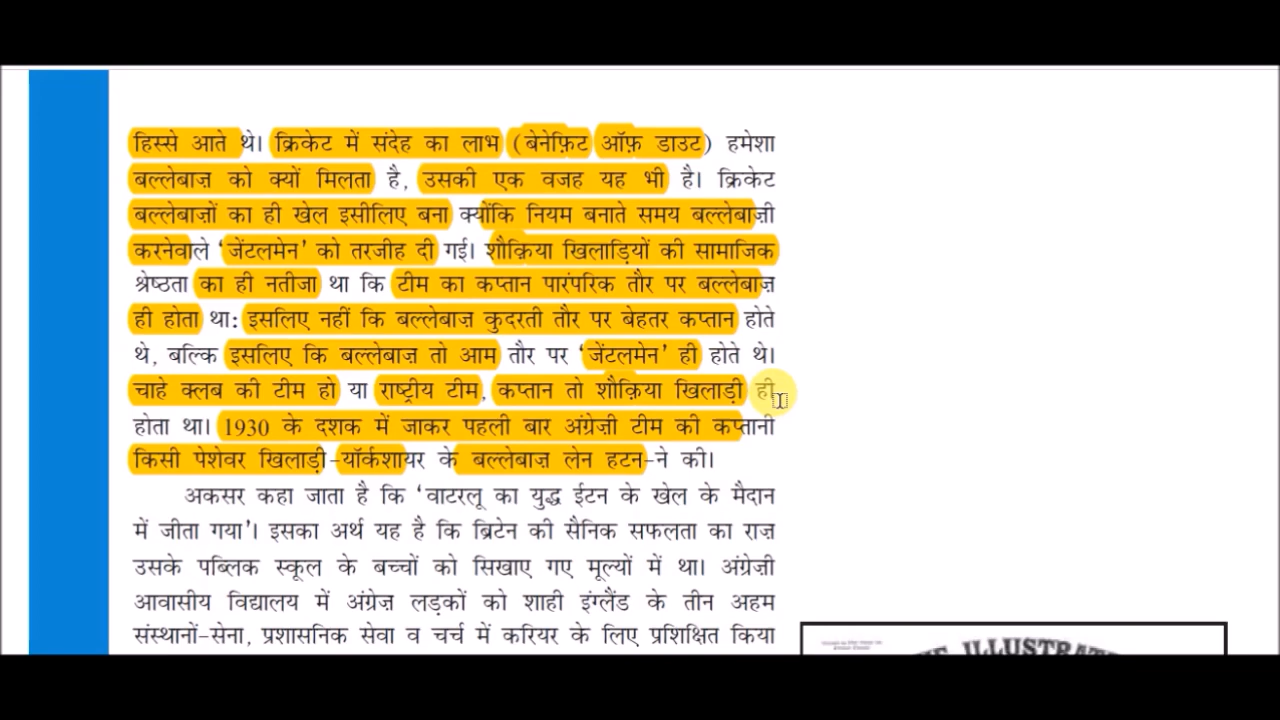 हिस्से आते थे। क्रिकेट में संदेह का लाभ (बेनेफ़िट ऑफ़ डाउट) हमेशा
बल्लेबाज़ को क्यों मिलता है, उसकी एक वजह यह भी है। क्रिकेट
बल्लेबाज़ों का ही खेल इसीलिए बना क्योंकि नियम बनाते समय बल्लेबाज़ी
करनेवाले 'जेंटलमेन' को तरजीह दी गई। शौक़िया खिलाड़ियों की सामाजिक
श्रेष्ठता का ही नतीजा था कि टीम का कप्तान पारंपरिक तौर पर बल्लेबाज़
ही होता था: इसलिए नहीं कि बल्लेबाज़ कुदरती तौर पर बेहतर कप्तान होते
थे, बल्कि इसलिए कि बल्लेबाज़ तो आम तौर पर 'जेंटलमेन' ही होते थे।
चाहे क्लब की टीम हो या राष्ट्रीय टीम, कप्तान तो शौक़िया खिलाड़ी ही
होता था। 1930 के दशक में जाकर पहली बार अंग्रेज़ी टीम की कप्तानी
किसी पेशेवर खिलाड़ी-यॉर्कशायर के बल्लेबाज़ लेन हटन-ने की।
अकसर कहा जाता है कि 'वाटरलू का युद्ध ईटन के खेल के मैदान
में जीता गया'। इसका अर्थ यह है कि ब्रिटेन की सैनिक सफलता का राज़
उसके पब्लिक स्कूल के बच्चों को सिखाए गए मूल्यों में था। अंग्रेज़ी
आवासीय विद्यालय में अंग्रेज़ लड़कों को शाही इंग्लैंड के तीन अहम
संस्थानों-सेना, प्रशासनिक सेवा व चर्च में करियर के लिए प्रशिक्षित किया